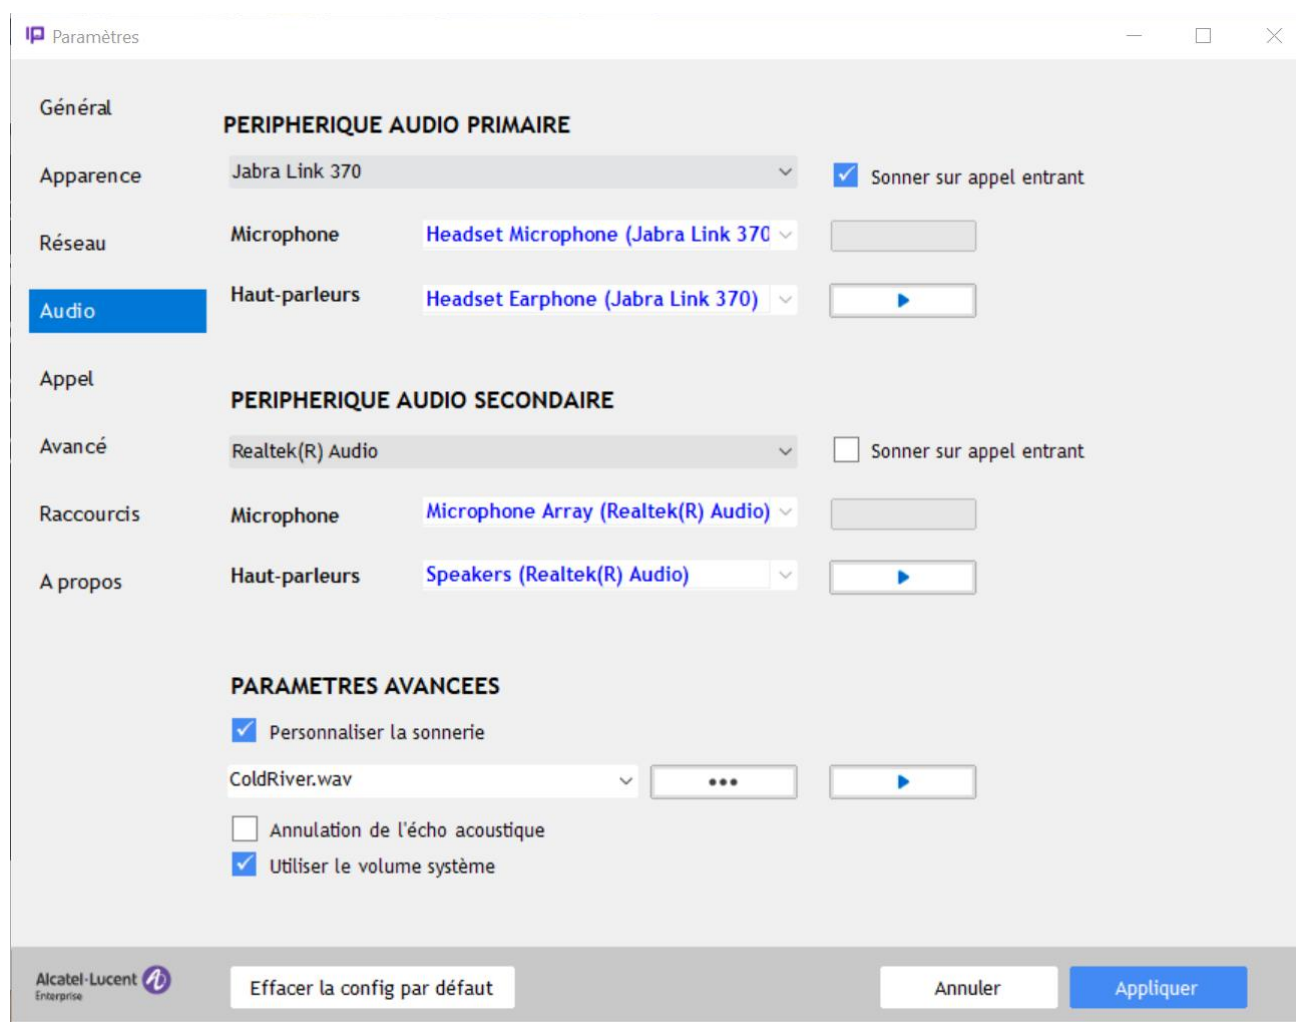 Paramètres
Général
Apparence
Réseau
Audio
Appel
Avancé
Raccourcis
A propos
PERIPHERIQUE AUDIO PRIMAIRE
Jabra Link 370
Sonner sur appel entrant
Microphone Headset Microphone (Jabra Link 370
Haut-parleurs Headset Earphone (Jabra Link 370)
PERIPHERIQUE AUDIO SECONDAIRE
Realtek(R) Audio
Sonner sur appel entrant
Microphone Microphone Array (Realtek(R) Audio)
Haut-parleurs Speakers (Realtek(R) Audio)
PARAMETRES AVANCEES
Personnaliser la sonnerie
ColdRiver.wav
Annulation de l'écho acoustique
Utiliser le volume système
Alcatel·Lucent
Enterprise
Effacer la config par défaut
Annuler
Appliquer